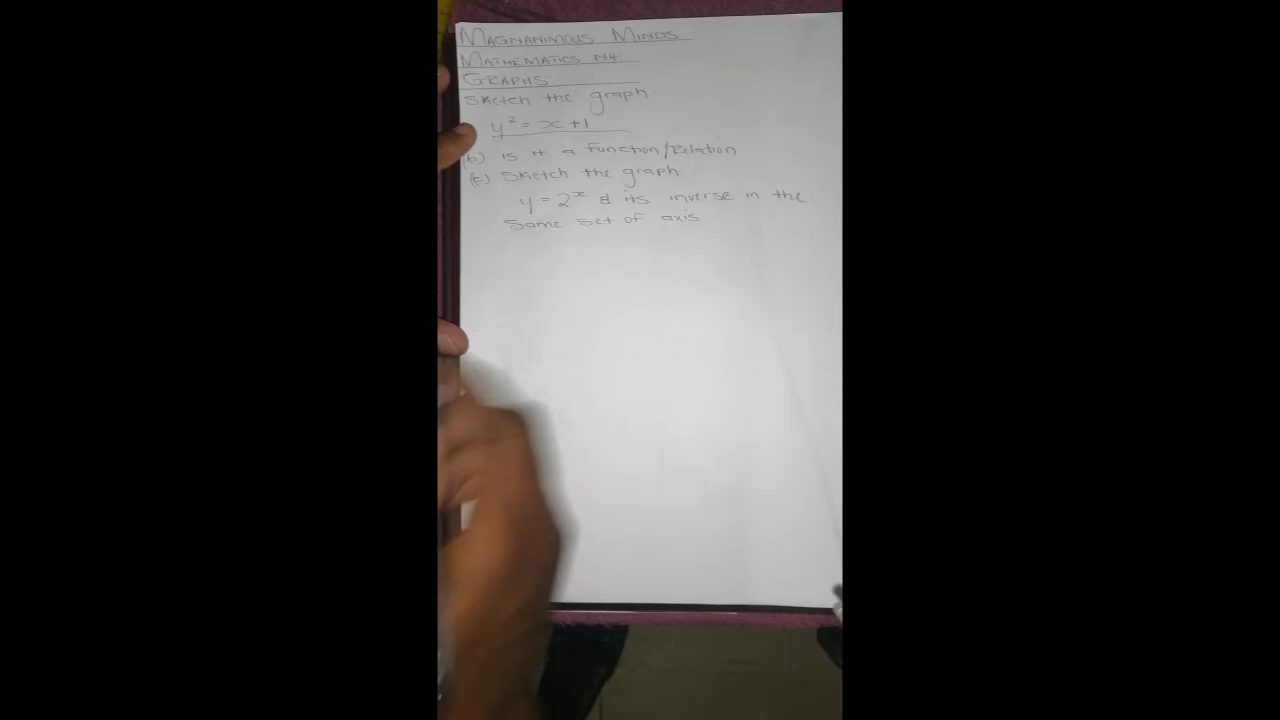 MAGNANIMOUS MINDS
MATHEMATICS N4
GRAPHS
Sketch the graph
y² = x + 1
(b) is it a Function/Relation
(c) Sketch the graph
y = 2ˣ & its inverse in the
Same set of axis